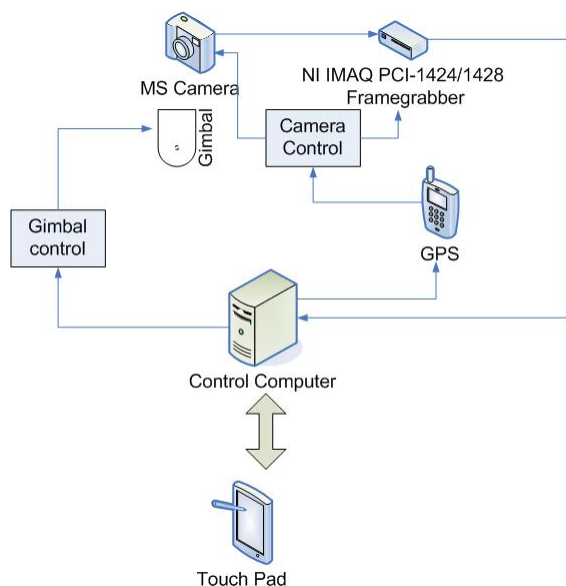 MS Camera
NI IMAQ PCI-1424/1428
Framegrabber
Gimbal
Camera
Control
Gimbal
control
GPS
Control Computer
Touch Pad